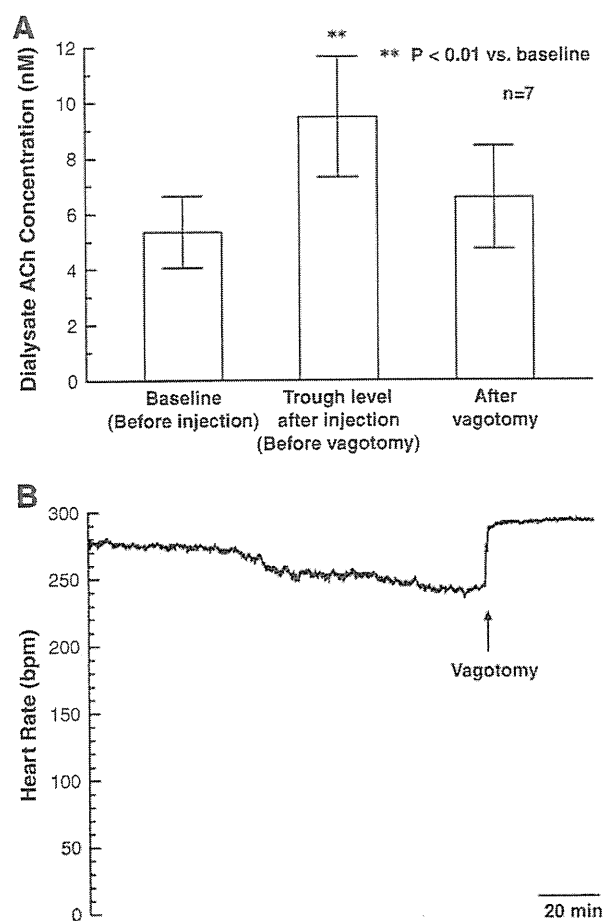 A
Dialysate ACh Concentration (nM)
12
10
8
6
4
2
0
**
** P < 0.01 vs. baseline
n=7
Baseline
(Before injection)
Trough level
after injection
(Before vagotomy)
After
vagotomy
B
Heart Rate (bpm)
300
250
200
150
100
50
0
Vagotomy
20 min